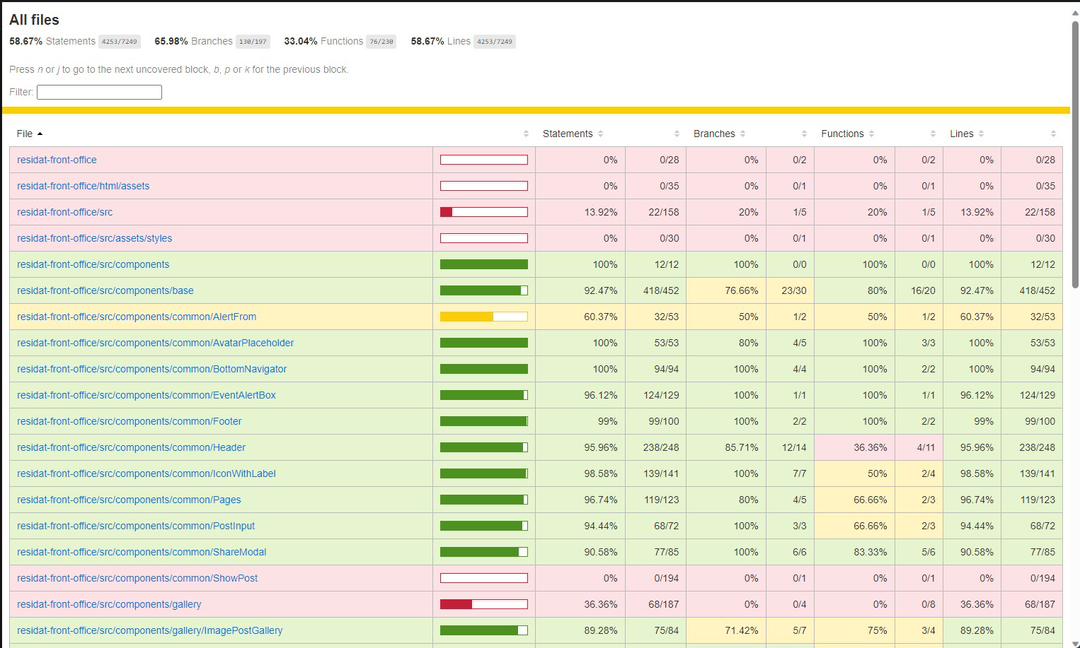 All files
58.67% Statements 4253/7249 65.98% Branches 130/197 33.04% Functions 76/230 58.67% Lines 4253/7249
Press n or j to go to the next uncovered block, b, p or k for the previous block.
Filter:
File Statements Branches Functions Lines
residat-front-office 0% 0/28 0% 0/2 0% 0/2 0% 0/28
residat-front-office/html/assets 0% 0/35 0% 0/1 0% 0/1 0% 0/35
residat-front-office/src 13.92% 22/158 20% 1/5 20% 1/5 13.92% 22/158
residat-front-office/src/assets/styles 0% 0/30 0% 0/1 0% 0/1 0% 0/30
residat-front-office/src/components 100% 12/12 100% 0/0 100% 0/0 100% 12/12
residat-front-office/src/components/base 92.47% 418/452 76.66% 23/30 80% 16/20 92.47% 418/452
residat-front-office/src/components/common/AlertFrom 60.37% 32/53 50% 1/2 50% 1/2 60.37% 32/53
residat-front-office/src/components/common/AvatarPlaceholder 100% 53/53 80% 4/5 100% 3/3 100% 53/53
residat-front-office/src/components/common/BottomNavigator 100% 94/94 100% 4/4 100% 2/2 100% 94/94
residat-front-office/src/components/common/EventAlertBox 96.12% 124/129 100% 1/1 100% 1/1 96.12% 124/129
residat-front-office/src/components/common/Footer 99% 99/100 100% 2/2 100% 2/2 99% 99/100
residat-front-office/src/components/common/Header 95.96% 238/248 85.71% 12/14 36.36% 4/11 95.96% 238/248
residat-front-office/src/components/common/IconWithLabel 98.58% 139/141 100% 7/7 50% 2/4 98.58% 139/141
residat-front-office/src/components/common/Pages 96.74% 119/123 80% 4/5 66.66% 2/3 96.74% 119/123
residat-front-office/src/components/common/PostInput 94.44% 68/72 100% 3/3 66.66% 2/3 94.44% 68/72
residat-front-office/src/components/common/ShareModal 90.58% 77/85 100% 6/6 83.33% 5/6 90.58% 77/85
residat-front-office/src/components/common/ShowPost 0% 0/194 0% 0/1 0% 0/1 0% 0/194
residat-front-office/src/components/gallery 36.36% 68/187 0% 0/4 0% 0/8 36.36% 68/187
residat-front-office/src/components/gallery/ImagePostGallery 89.28% 75/84 71.42% 5/7 75% 3/4 89.28% 75/84